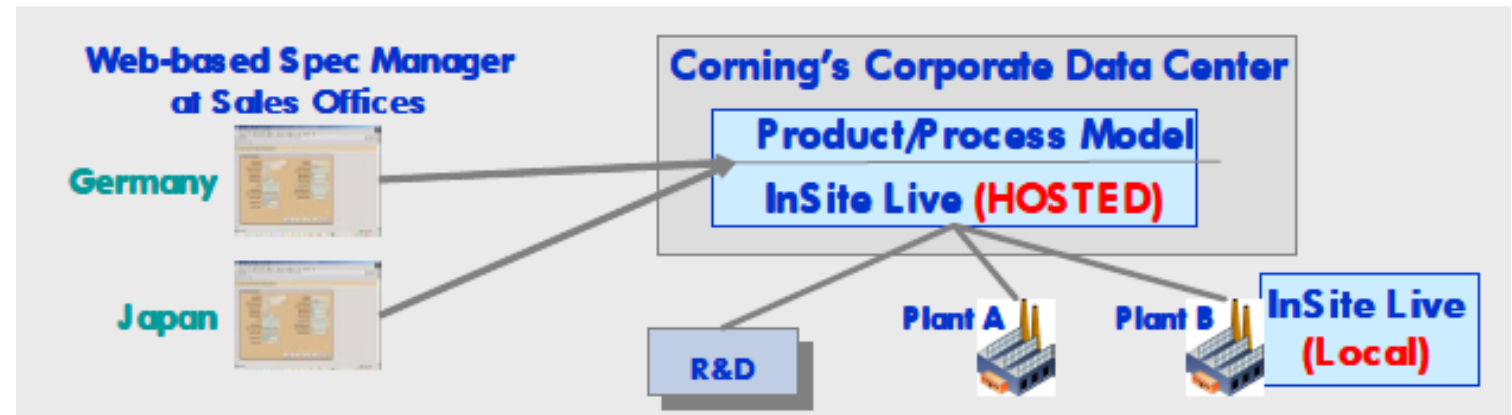 Web-based Spec Manager
at Sales Offices
Germany
Japan
Corning's Corporate Data Center
Product/Process Model
InSite Live (HOSTED)
R&D
Plant A
Plant B
InSite Live
(Local)